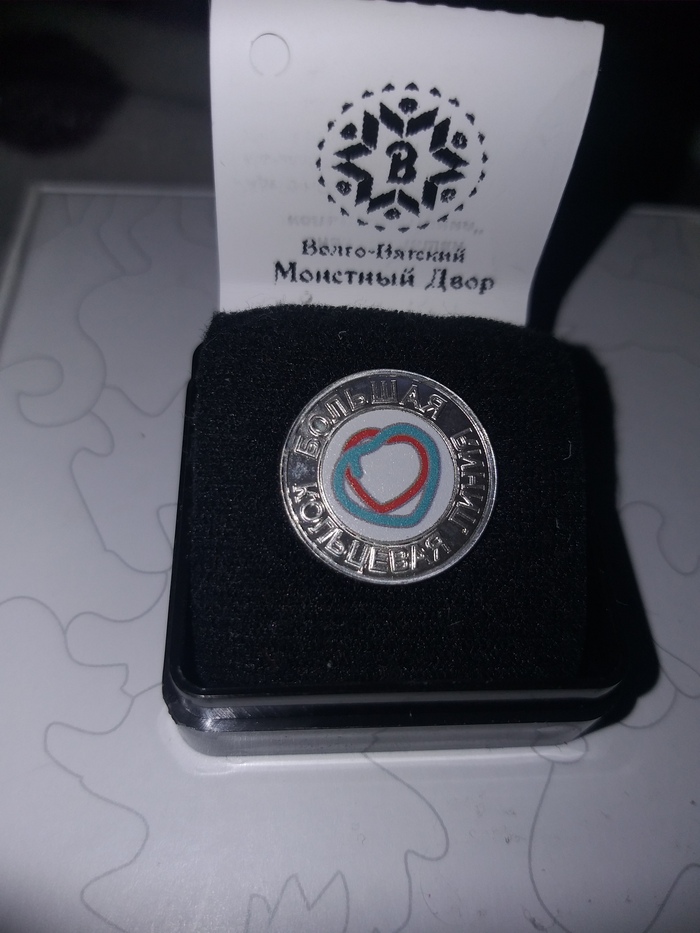 В
Волго-Вятский
Монетный Двор
БОЛЬШАЯ
КОЛЬЦЕВАЯ
ЛИНИЯ